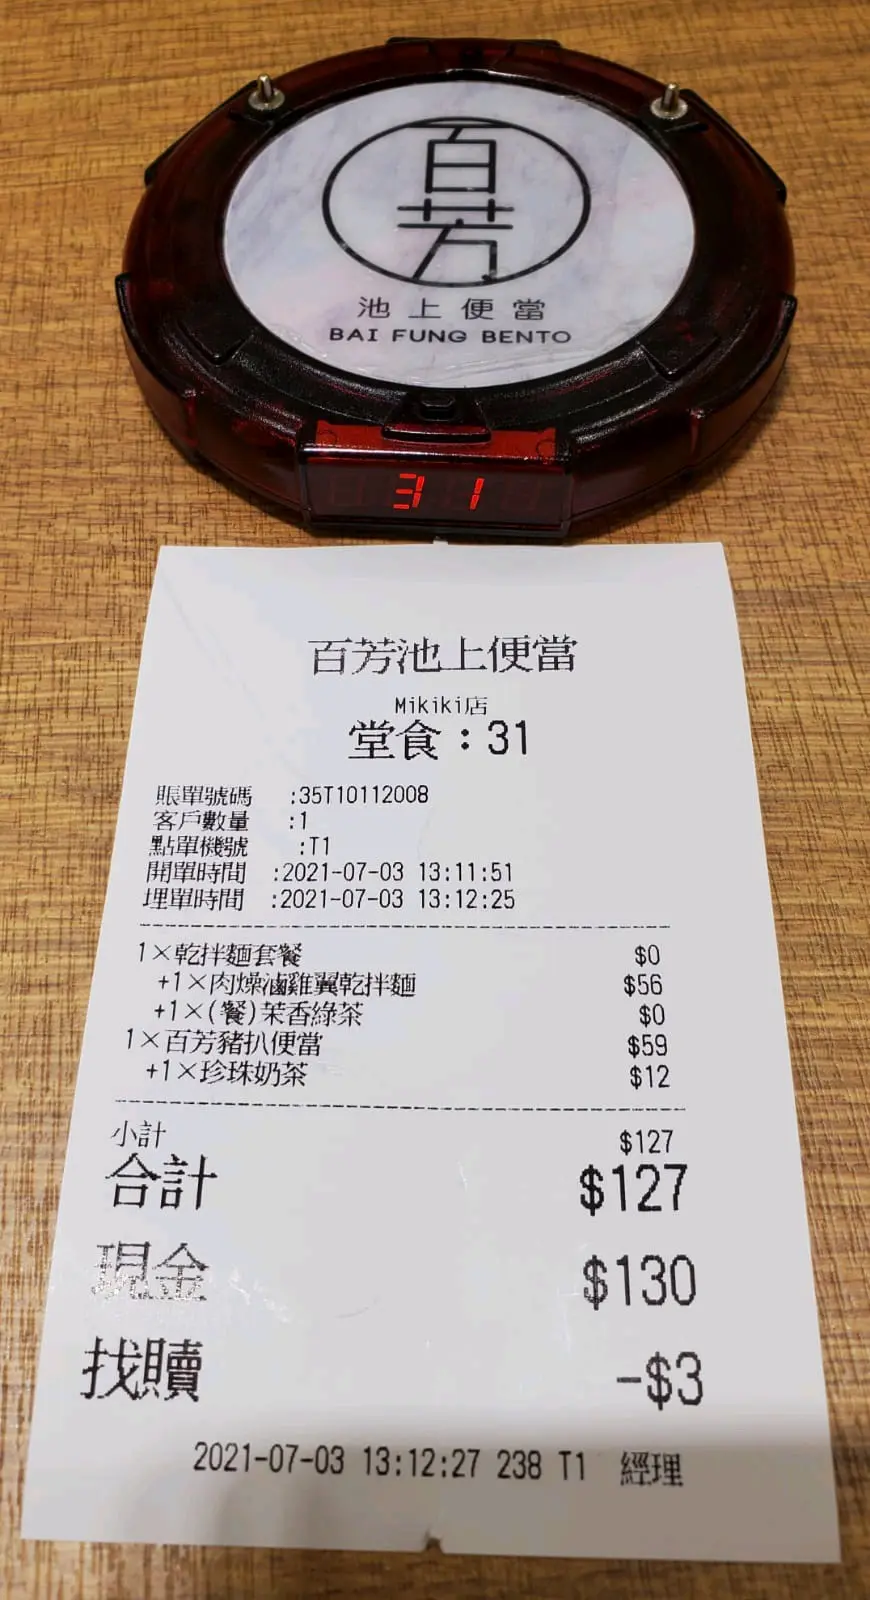 百芳
池上便當
BAI FUNG BENTO
31
百芳池上便當
Mikiki店
堂食：31
賬單號碼 :35T10112008
客戶數量 :1
點單機號 :T1
開單時間 :2021-07-03 13:11:51
埋單時間 :2021-07-03 13:12:25
1×乾拌麵套餐 $0
+1×肉燥滷雞翼乾拌麵 $56
+1×(餐)茉香綠茶 $0
1×百芳豬扒便當 $59
+1×珍珠奶茶 $12
小計 $127
合計 $127
現金 $130
找贖 -$3
2021-07-03 13:12:27 238 T1 經理